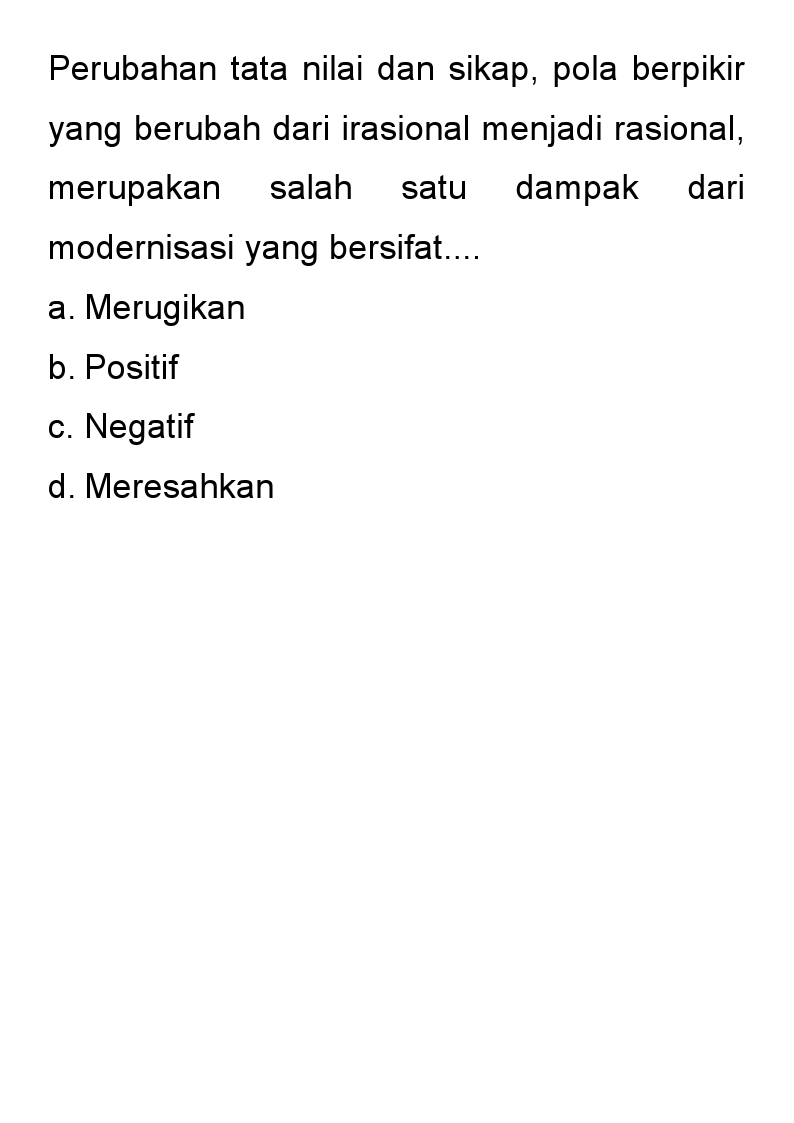 Perubahan tata nilai dan sikap, pola berpikir
yang berubah dari irasional menjadi rasional,
merupakan salah satu dampak dari
modernisasi yang bersifat....
a. Merugikan
b. Positif
c. Negatif
d. Meresahkan